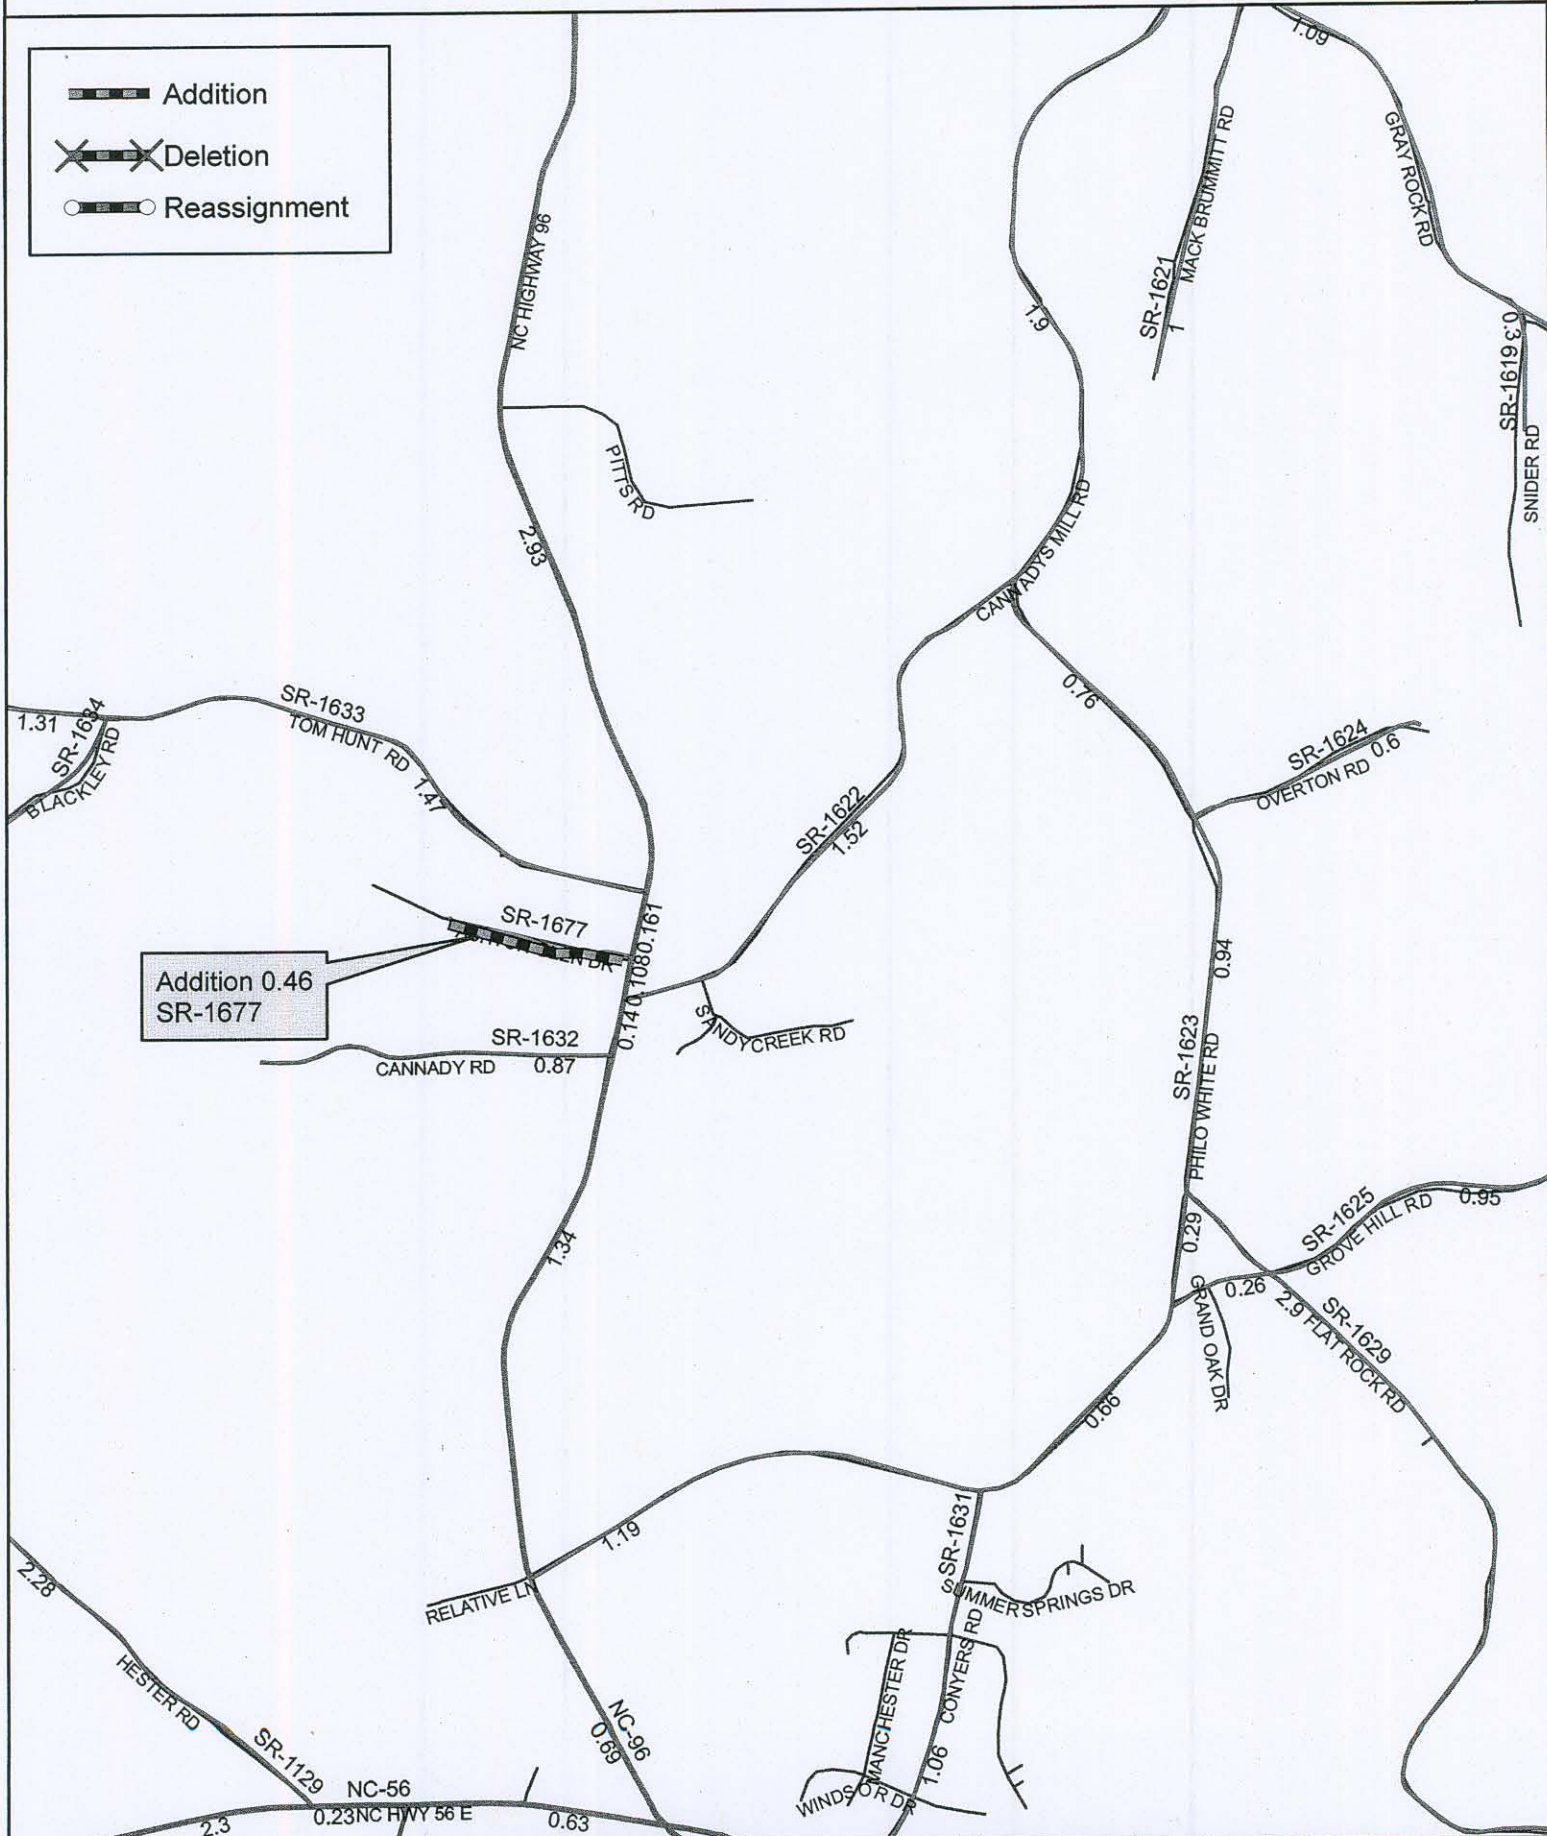 Addition
Deletion
Reassignment
1.09
NC HIGHWAY 96
MACK BRUMMITT RD
SR-1621
1
GRAY ROCK RD
1.9
0.3
SR-1619
SNIDER RD
PITTS RD
2.93
CANNADYS MILL RD
0.76
1.31
SR-1634
BLACKLEY RD
SR-1633
TOM HUNT RD
1.47
SR-1624
OVERTON RD
0.6
SR-1622
1.52
SR-1677
DR
0.161
0.108
0.14
Addition 0.46
SR-1677
SR-1632
CANNADY RD
0.87
SANDYCREEK RD
0.94
SR-1623
PHILO WHITE RD
1.34
0.29
SR-1625
GROVE HILL RD
0.95
0.26
GRAND OAK DR
2.9
FLAT ROCK RD
SR-1629
0.66
1.19
RELATIVE LN
SR-1631
SUMMERSPRINGS DR
CONYERS RD
MANCHESTER DR
1.06
WINDSOR DR
2.28
HESTER RD
SR-1129
NC-96
0.69
NC-56
0.23
NC HWY 56 E
2.3
0.63